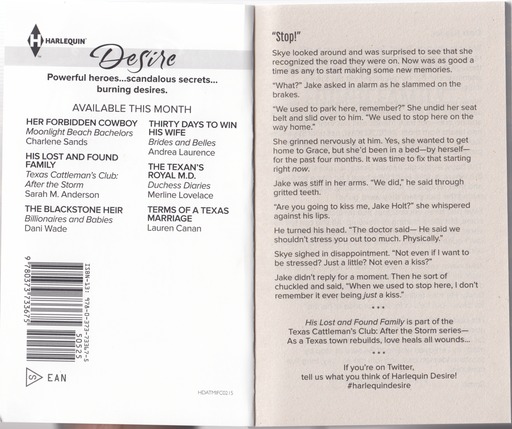 HARLEQUIN
Desire
Powerful heroes...scandalous secrets...
burning desires.
AVAILABLE THIS MONTH
HER FORBIDDEN COWBOY
Moonlight Beach Bachelors
Charlene Sands
HIS LOST AND FOUND
FAMILY
Texas Cattleman's Club:
After the Storm
Sarah M. Anderson
THE BLACKSTONE HEIR
Billionaires and Babies
Dani Wade
THIRTY DAYS TO WIN
HIS WIFE
Brides and Belles
Andrea Laurence
THE TEXAN'S
ROYAL M.D.
Duchess Diaries
Merline Lovelace
TERMS OF A TEXAS
MARRIAGE
Lauren Canan
ISBN-13: 978-0-373-73367-5
9 780373 733675
50525
S EAN
HDATMIFC0215
"Stop!"
Skye looked around and was surprised to see that she
recognized the road they were on. Now was as good a
time as any to start making some new memories.
"What?" Jake asked in alarm as he slammed on the
brakes.
"We used to park here, remember?" She undid her seat
belt and slid over to him. "We used to stop here on the
way home."
She grinned nervously at him. Yes, she wanted to get
home to Grace, but she'd been in a bed—by herself—
for the past four months. It was time to fix that starting
right now.
Jake was stiff in her arms. "We did," he said through
gritted teeth.
"Are you going to kiss me, Jake Holt?" she whispered
against his lips.
He turned his head. "The doctor said— He said we
shouldn't stress you out too much. Physically."
Skye sighed in disappointment. "Not even if I want to
be stressed? Just a little? Not even a kiss?"
Jake didn't reply for a moment. Then he sort of
chuckled and said, "When we used to stop here, I don't
remember it ever being just a kiss."
* * *
His Lost and Found Family is part of the
Texas Cattleman's Club: After the Storm series—
As a Texas town rebuilds, love heals all wounds...
* * *
If you're on Twitter,
tell us what you think of Harlequin Desire!
#harlequindesire